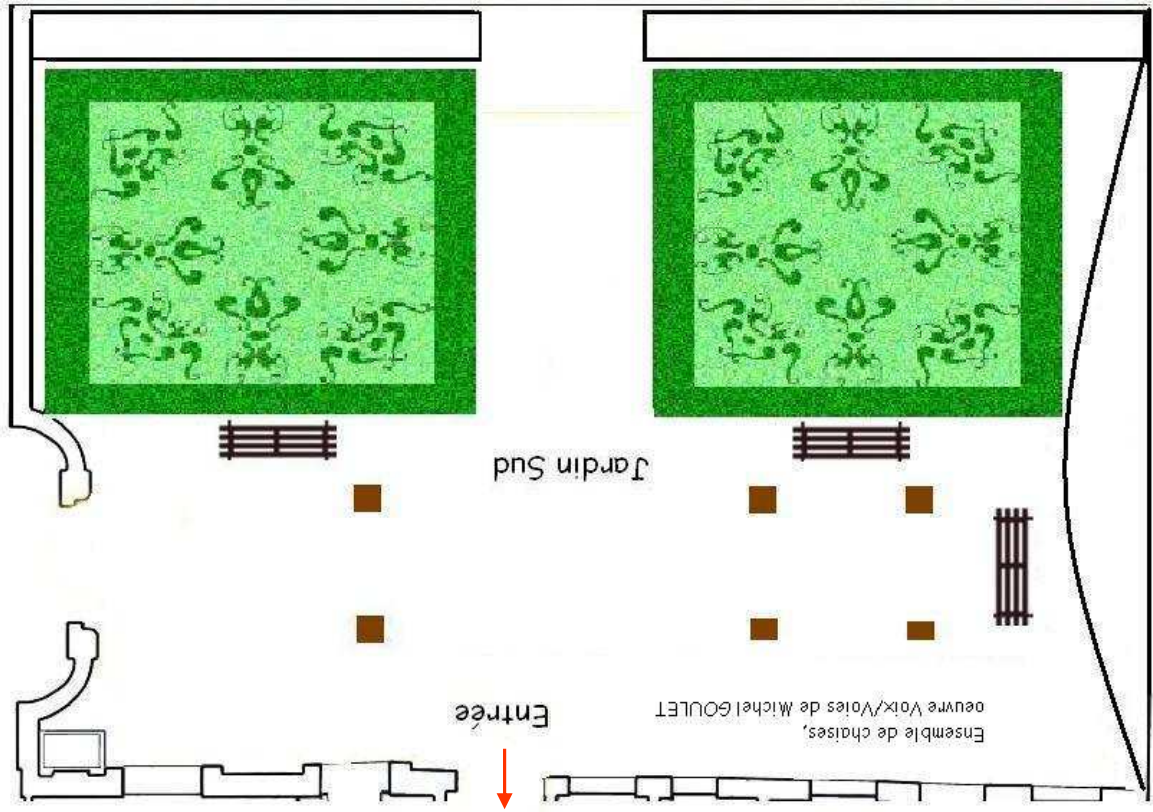 Ensemble de chaises,
oeuvre Voix/Voies de Michel GOULET
Entrée
Jardin Sud